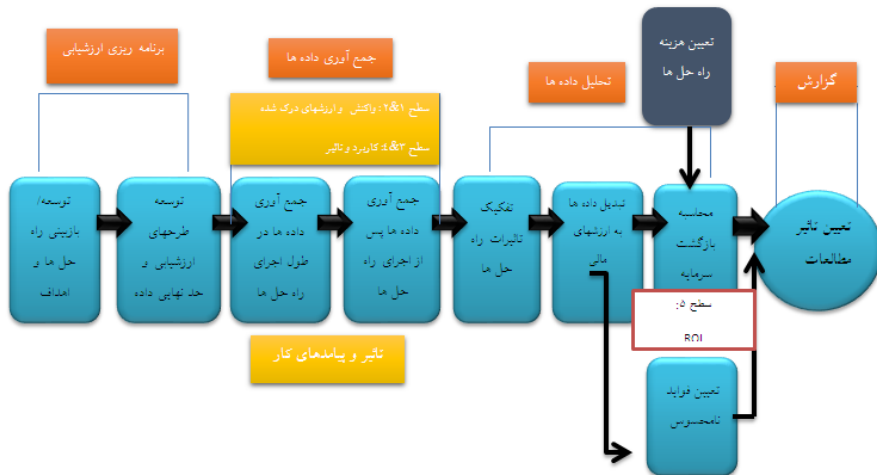 برنامه ریزی ارزشیابی
جمع آوری داده ها
تحلیل داده ها
تعیین هزینه
راه حل ها
گزارش
سطح ۱&۲: واکنش و ارزشهای درک شده
سطح ۳&٤: کاربرد و تاثیر
توسعه/
بازبینی راه
حل ها و
اهداف
توسعه
طرحهای
ارزشیابی و
حد نهایی داده
جمع آوری
داده ها در
طول اجرای
راه حل ها
جمع آوری
داده ها پس
از اجرای راه
حل ها
تفکیک
تاثیرات راه
حل ها
تبدیل داده ها
به ارزشهای
مالی
محاسبه
بازگشت
سرمایه
سطح ۵:
ROI
تعیین تاثیر
مطالعات
تاثیر و پیامدهای کار
تعیین فواید
نامحسوس